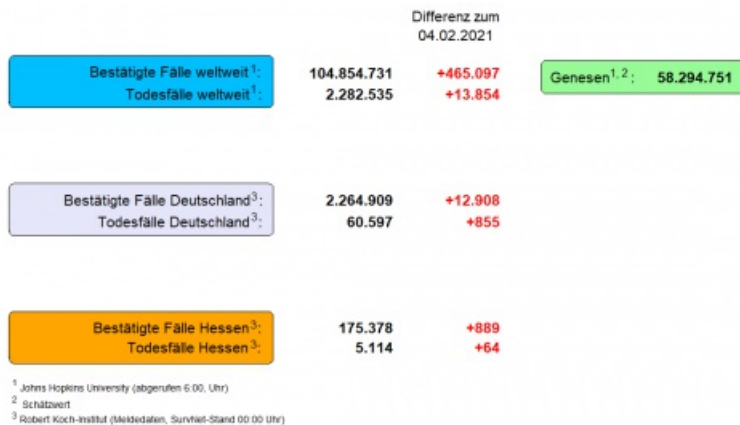 Differenz zum
04.02.2021
Bestätigte Fälle weltweit¹: 104.854.731 +465.097 Genesen¹,²: 58.294.751
Todesfälle weltweit¹: 2.282.535 +13.854
Bestätigte Fälle Deutschland³: 2.264.909 +12.908
Todesfälle Deutschland³: 60.597 +855
Bestätigte Fälle Hessen³: 175.378 +889
Todesfälle Hessen³: 5.114 +64
¹ Johns Hopkins University (abgerufen 6:00, Uhr)
² Schätzwert
³ Robert Koch-Institut (Meldedaten, SurvNet-Stand 00:00 Uhr)